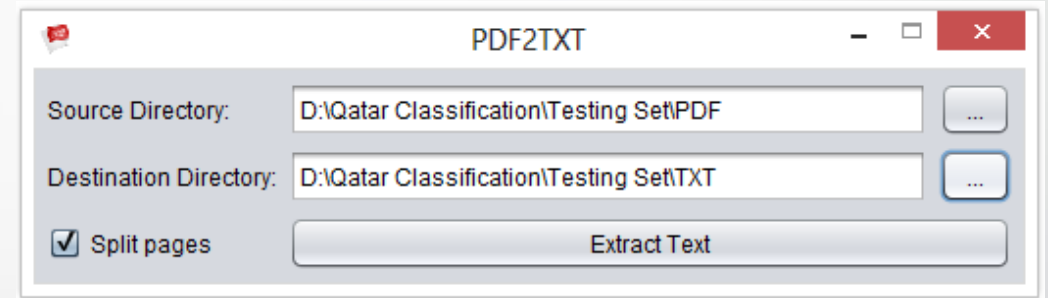 PDF2TXT
Source Directory: D:\Qatar Classification\Testing Set\PDF ...
Destination Directory: D:\Qatar Classification\Testing Set\TXT ...
Split pages Extract Text